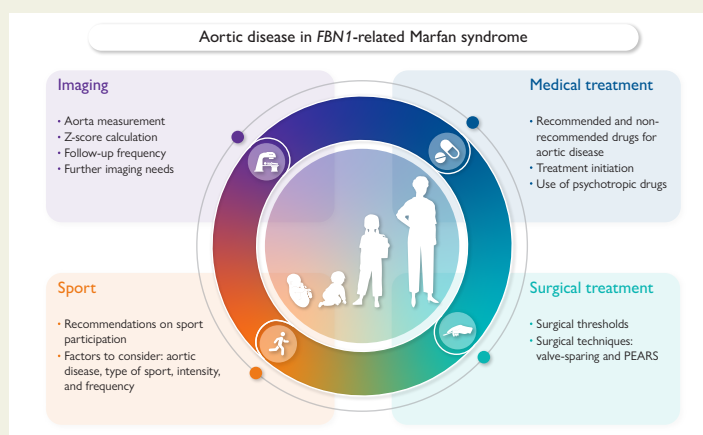 Aortic disease in FBN1-related Marfan syndrome
Imaging
• Aorta measurement
• Z-score calculation
• Follow-up frequency
• Further imaging needs
Medical treatment
• Recommended and non-
recommended drugs for
aortic disease
• Treatment initiation
• Use of psychotropic drugs
Sport
• Recommendations on sport
participation
• Factors to consider: aortic
disease, type of sport, intensity,
and frequency
Surgical treatment
• Surgical thresholds
• Surgical techniques:
valve-sparing and PEARS